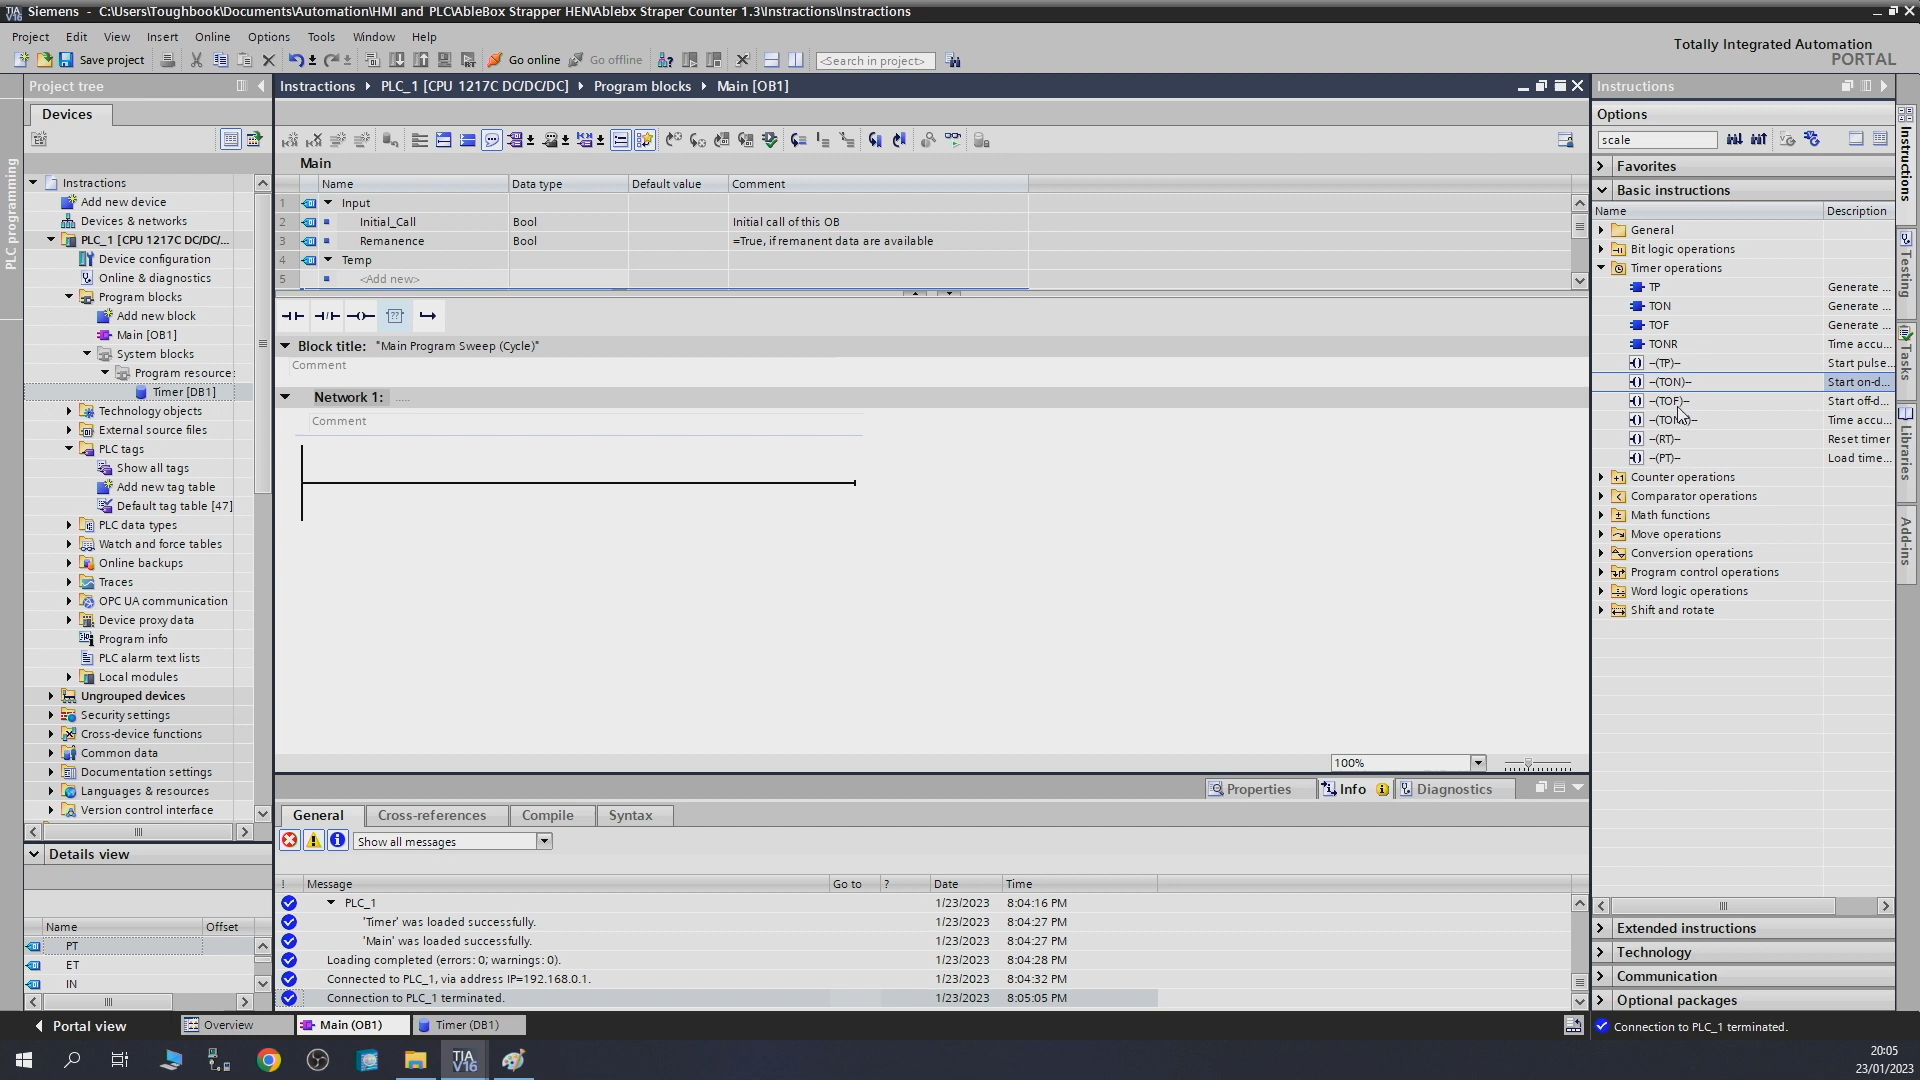 Siemens - C:\Users\Toughbook\Documents\Automation\HMI and PLC\AbleBox Strapper HEN\Ablebx Straper Counter 1.3\Instractions\Instractions
Project Edit View Insert Online Options Tools Window Help
Totally Integrated Automation
PORTAL
Save project
Go online
Go offline
<Search in project>
Project tree
Devices
PLC programming
Instractions
Add new device
Devices & networks
PLC_1 [CPU 1217C DC/DC/...
Device configuration
Online & diagnostics
Program blocks
Add new block
Main [OB1]
System blocks
Program resource:
Timer [DB1]
Technology objects
External source files
PLC tags
Show all tags
Add new tag table
Default tag table [47]
PLC data types
Watch and force tables
Online backups
Traces
OPC UA communication
Device proxy data
Program info
PLC alarm text lists
Local modules
Ungrouped devices
Security settings
Cross-device functions
Common data
Documentation settings
Languages & resources
Version control interface
Details view
Name Offset
PT
ET
IN
Instractions PLC_1 [CPU 1217C DC/DC/DC] Program blocks Main [OB1]
Main
Name Data type Default value Comment
1 Input
2 Initial_Call Bool Initial call of this OB
3 Remanence Bool =True, if remanent data are available
4 Temp
5 <Add new>
??
Block title: "Main Program Sweep (Cycle)"
Comment
Network 1: .....
Comment
100%
Properties Info Diagnostics
General Cross-references Compile Syntax
Show all messages
! Message Go to ? Date Time
PLC_1 1/23/2023 8:04:16 PM
'Timer' was loaded successfully. 1/23/2023 8:04:27 PM
'Main' was loaded successfully. 1/23/2023 8:04:27 PM
Loading completed (errors: 0; warnings: 0). 1/23/2023 8:04:28 PM
Connected to PLC_1, via address IP=192.168.0.1. 1/23/2023 8:04:32 PM
Connection to PLC_1 terminated. 1/23/2023 8:05:05 PM
Instructions
Options
scale
Favorites
Basic instructions
Name Description
General
Bit logic operations
Timer operations
TP Generate ...
TON Generate ...
TOF Generate ...
TONR Time accu...
-(TP)- Start pulse...
-(TON)- Start on-d...
-(TOF)- Start off-d...
Time accu...
-(RT)- Reset timer
-(PT)- Load time...
Counter operations
Comparator operations
Math functions
Move operations
Conversion operations
Program control operations
Word logic operations
Shift and rotate
Extended instructions
Technology
Communication
Optional packages
Instructions
Testing
Tasks
Libraries
Add-ins
Portal view Overview Main (OB1) Timer (DB1)
Connection to PLC_1 terminated.
TIA
V16
20:05
23/01/2023